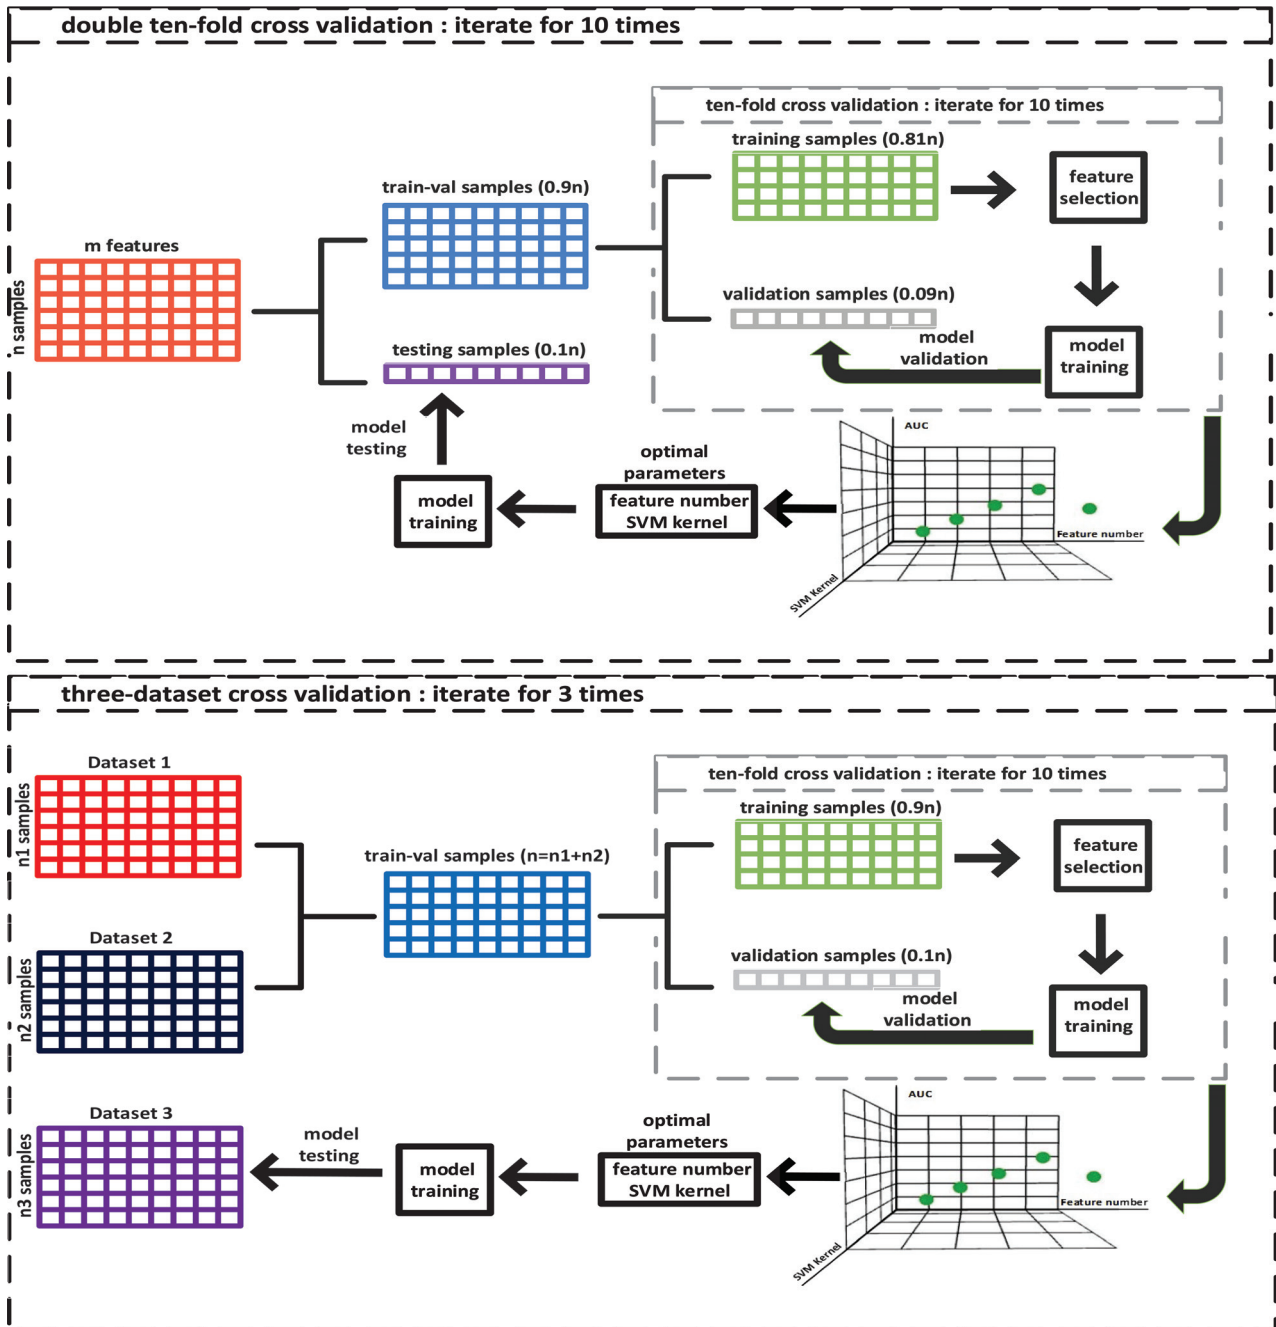 double ten-fold cross validation : iterate for 10 times
ten-fold cross validation : iterate for 10 times
training samples (0.81n)
feature
selection
train-val samples (0.9n)
m features
n samples
validation samples (0.09n)
model
validation
model
training
testing samples (0.1n)
model
testing
model
training
optimal
parameters
feature number
SVM kernel
AUC
Feature number
SVM Kernel
three-dataset cross validation : iterate for 3 times
Dataset 1
n1 samples
ten-fold cross validation : iterate for 10 times
training samples (0.9n)
feature
selection
train-val samples (n=n1+n2)
Dataset 2
n2 samples
validation samples (0.1n)
model
validation
model
training
Dataset 3
n3 samples
model
testing
model
training
optimal
parameters
feature number
SVM kernel
AUC
Feature number
SVM Kernel